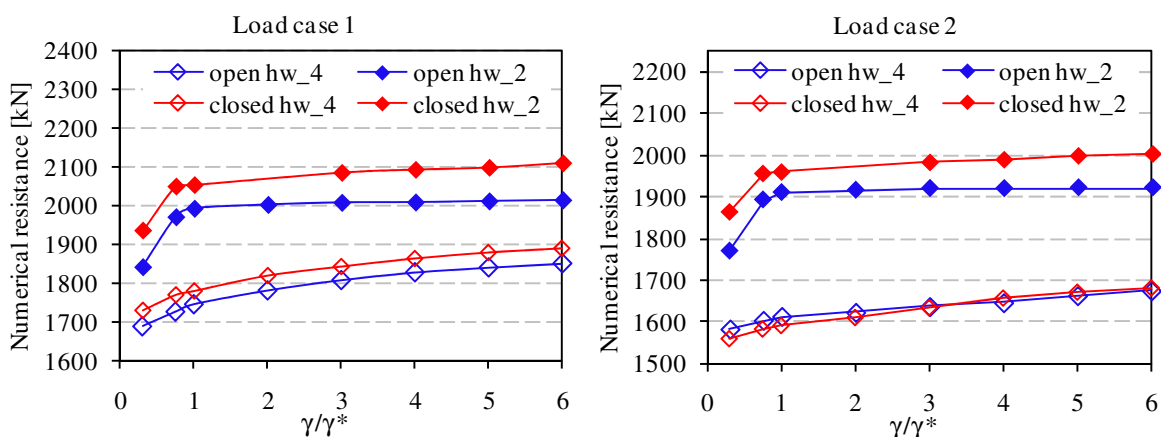 Load case 1
Numerical resistance [kN]
2400
2300
2200
2100
2000
1900
1800
1700
1600
open hw_4
open hw_2
closed hw_4
closed hw_2
0 1 2 3 4 5 6
γ/γ*
Load case 2
Numerical resistance [kN]
2200
2100
2000
1900
1800
1700
1600
1500
open hw_4
open hw_2
closed hw_4
closed hw_2
0 1 2 3 4 5 6
γ/γ*